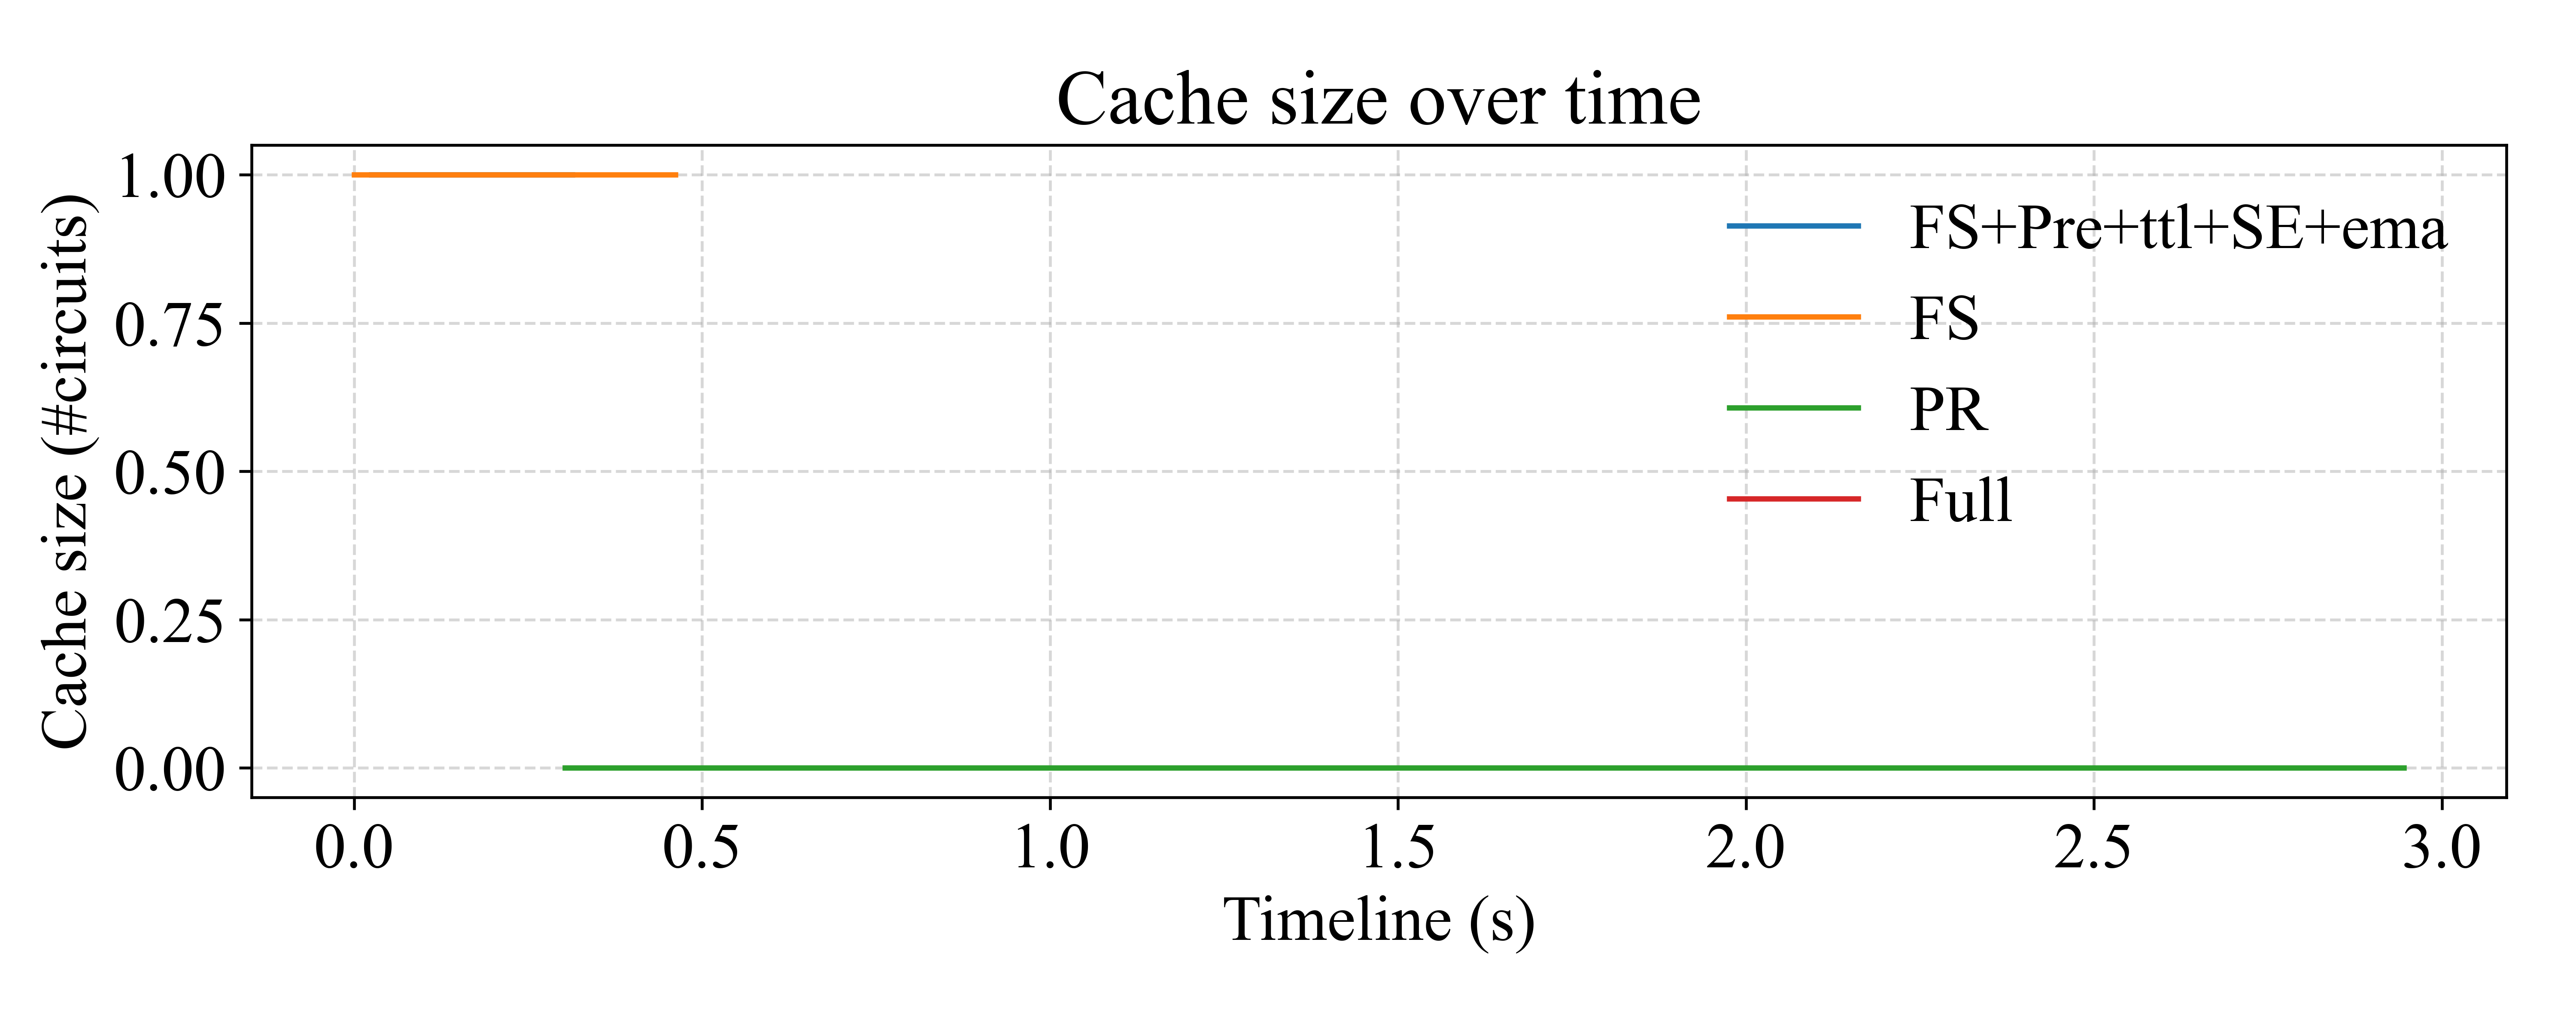 Cache size over time
Cache size (#circuits)
1.00
0.75
0.50
0.25
0.00
FS+Pre+ttl+SE+ema
FS
PR
Full
0.0 0.5 1.0 1.5 2.0 2.5 3.0
Timeline (s)